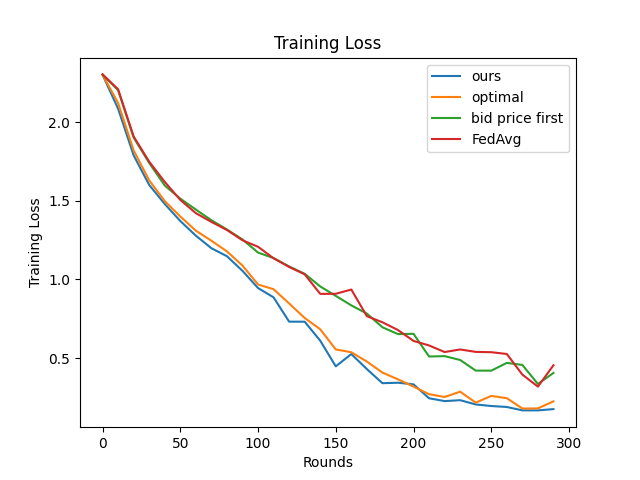 Training Loss
ours
optimal
bid price first
FedAvg
2.0
1.5
1.0
0.5
Training Loss
0 50 100 150 200 250 300
Rounds